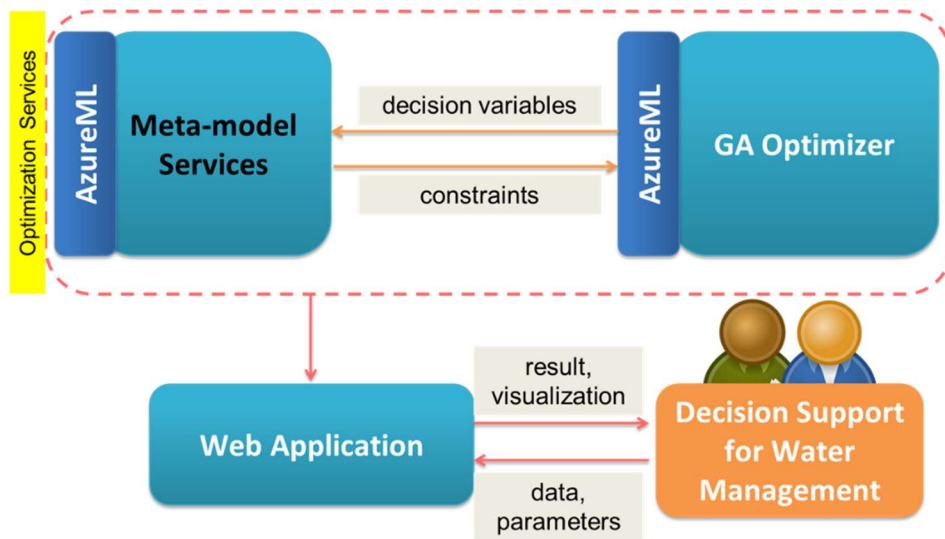 Optimization Services
AzureML
Meta-model
Services
decision variables
constraints
AzureML
GA Optimizer
Web Application
result,
visualization
data,
parameters
Decision Support
for Water
Management